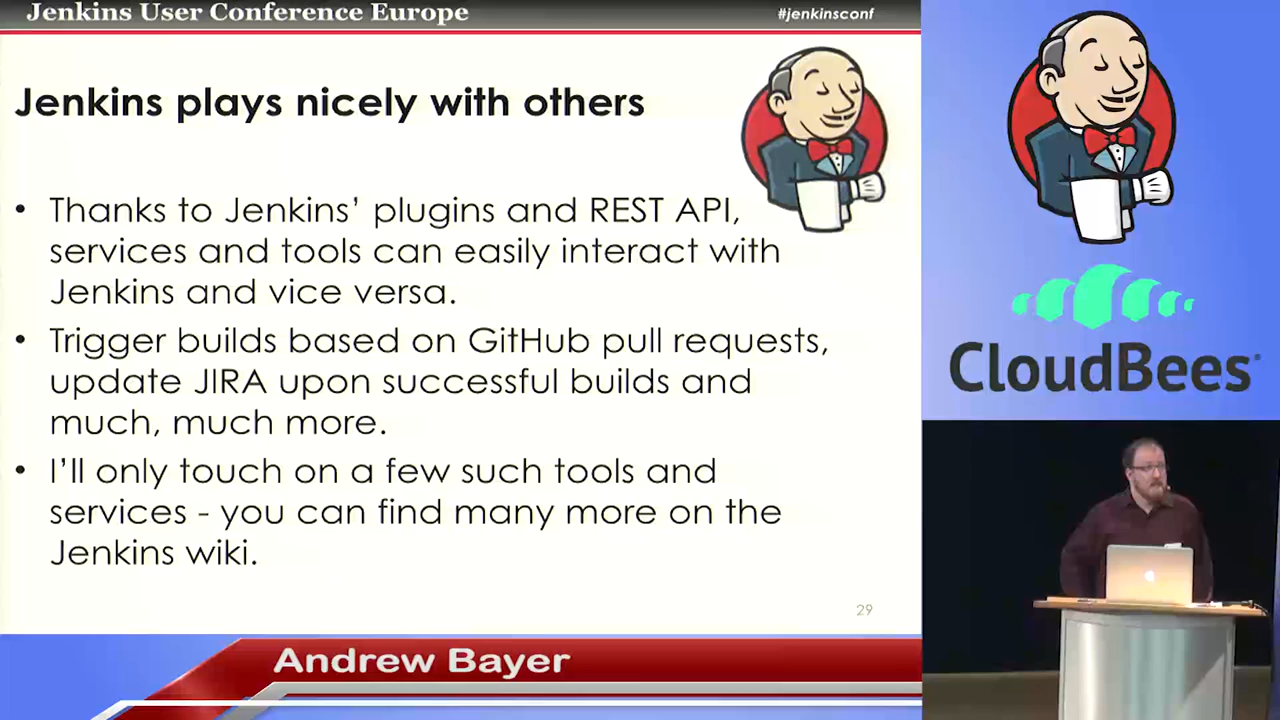 Jenkins User Conference Europe
#jenkinsconf
Jenkins plays nicely with others
• Thanks to Jenkins’ plugins and REST API,
services and tools can easily interact with
Jenkins and vice versa.
• Trigger builds based on GitHub pull requests,
update JIRA upon successful builds and
much, much more.
• I’ll only touch on a few such tools and
services - you can find many more on the
Jenkins wiki.
29
CloudBees
Andrew Bayer